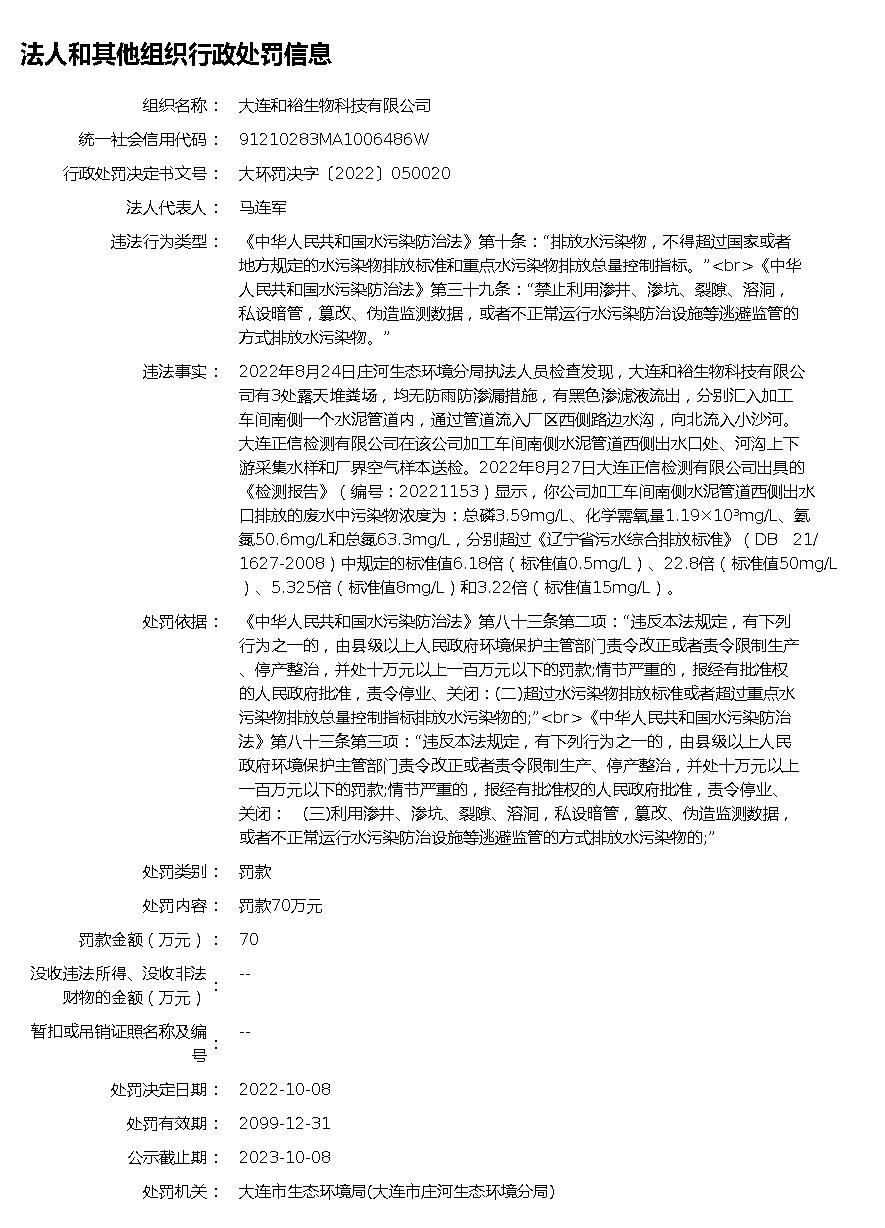 法人和其他组织行政处罚信息
组织名称： 大连和裕生物科技有限公司
统一社会信用代码： 91210283MA1006486W
行政处罚决定书文号： 大环罚决字〔2022〕050020
法人代表人： 马连军
违法行为类型： 《中华人民共和国水污染防治法》第十条：“排放水污染物，不得超过国家或者
地方规定的水污染物排放标准和重点水污染物排放总量控制指标。”<br>《中华
人民共和国水污染防治法》第三十九条：“禁止利用渗井、渗坑、裂隙、溶洞，
私设暗管，篡改、伪造监测数据，或者不正常运行水污染防治设施等逃避监管的
方式排放水污染物。”
违法事实： 2022年8月24日庄河生态环境分局执法人员检查发现，大连和裕生物科技有限公
司有3处露天堆粪场，均无防雨防渗漏措施，有黑色渗滤液流出，分别汇入加工
车间南侧一个水泥管道内，通过管道流入厂区西侧路边水沟，向北流入小沙河。
大连正信检测有限公司在该公司加工车间南侧水泥管道西侧出水口处、河沟上下
游采集水样和厂界空气样本送检。2022年8月27日大连正信检测有限公司出具的
《检测报告》（编号：20221153）显示，你公司加工车间南侧水泥管道西侧出水
口排放的废水中污染物浓度为：总磷3.59mg/L、化学需氧量1.19×10³mg/L、氨
氮50.6mg/L和总氮63.3mg/L，分别超过《辽宁省污水综合排放标准》（DB 21/
1627-2008）中规定的标准值6.18倍（标准值0.5mg/L）、22.8倍（标准值50mg/L
）、5.325倍（标准值8mg/L）和3.22倍（标准值15mg/L）。
处罚依据： 《中华人民共和国水污染防治法》第八十三条第二项：“违反本法规定，有下列
行为之一的，由县级以上人民政府环境保护主管部门责令改正或者责令限制生产
、停产整治，并处十万元以上一百万元以下的罚款;情节严重的，报经有批准权
的人民政府批准，责令停业、关闭：(二)超过水污染物排放标准或者超过重点水
污染物排放总量控制指标排放水污染物的;”<br>《中华人民共和国水污染防治
法》第八十三条第三项：“违反本法规定，有下列行为之一的，由县级以上人民
政府环境保护主管部门责令改正或者责令限制生产、停产整治，并处十万元以上
一百万元以下的罚款;情节严重的，报经有批准权的人民政府批准，责令停业、
关闭： (三)利用渗井、渗坑、裂隙、溶洞，私设暗管，篡改、伪造监测数据，
或者不正常运行水污染防治设施等逃避监管的方式排放水污染物的;”
处罚类别： 罚款
处罚内容： 罚款70万元
罚款金额（万元）： 70
没收违法所得、没收非法
财物的金额（万元）： --
暂扣或吊销证照名称及编
号： --
处罚决定日期： 2022-10-08
处罚有效期： 2099-12-31
公示截止期： 2023-10-08
处罚机关： 大连市生态环境局(大连市庄河生态环境分局)